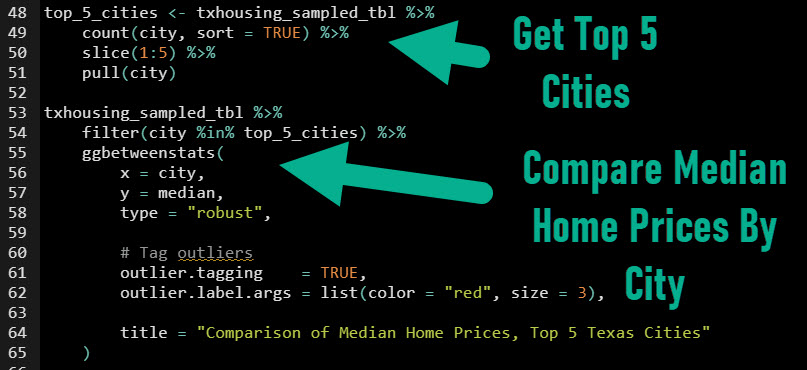 48 top_5_cities <- txhousing_sampled_tbl %>%
49     count(city, sort = TRUE) %>%
50     slice(1:5) %>%
51     pull(city)
52
53 txhousing_sampled_tbl %>%
54     filter(city %in% top_5_cities) %>%
55     ggbetweenstats(
56         x = city,
57         y = median,
58         type = "robust",
59
60         # Tag outliers
61         outlier.tagging    = TRUE,
62         outlier.label.args = list(color = "red", size = 3),
63
64         title = "Comparison of Median Home Prices, Top 5 Texas Cities"
65     )
Get Top 5
Cities
Compare Median
Home Prices By
City